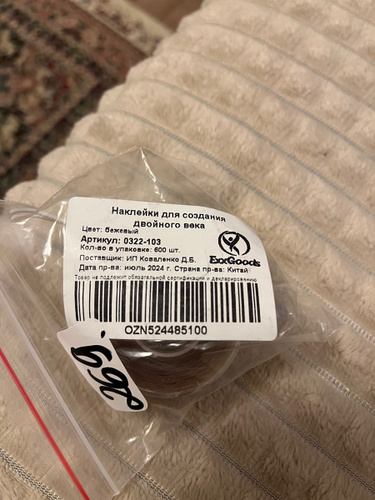 Наклейки для создания
двойного века
Цвет: бежевый
Артикул: 0322-103
Кол-во в упаковке: 600 шт.
Поставщик: ИП Коваленко Д.Б.
Дата пр-ва: июль 2024 г. Страна пр-ва: Китай
Товар не подлежит обязательной сертификации и декларированию
ExxGoods
OZN524485100
269